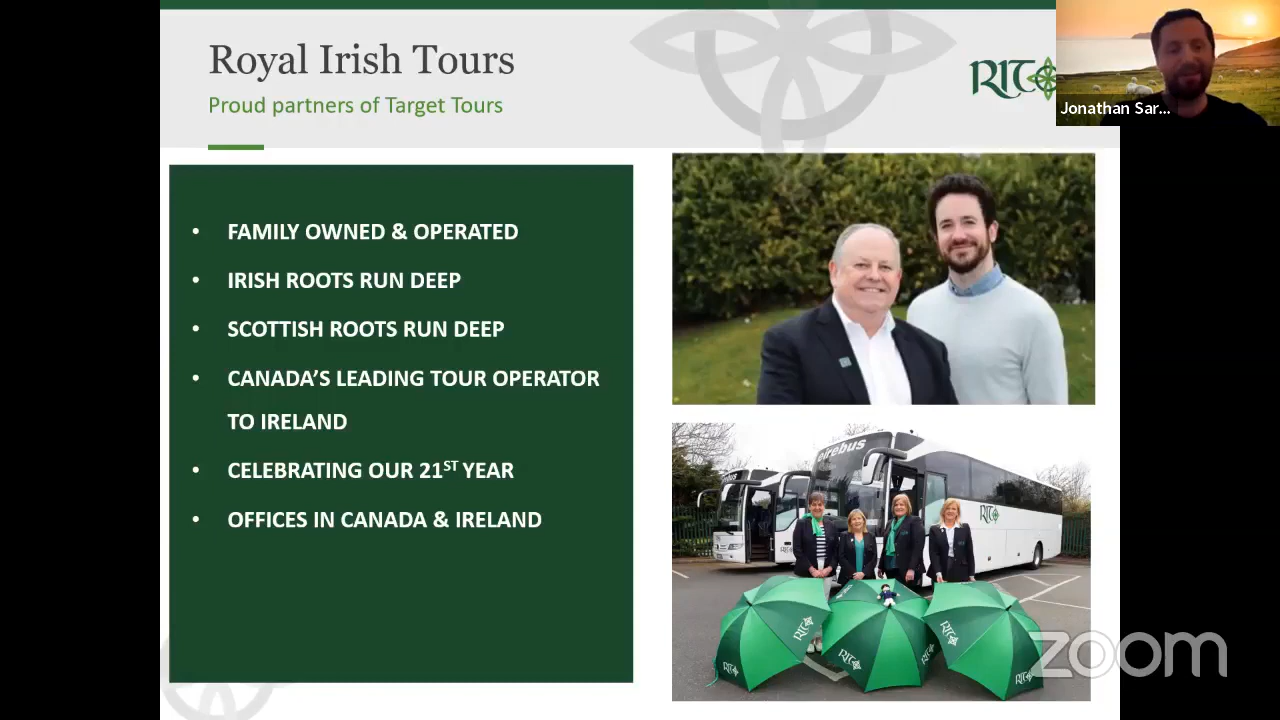 Royal Irish Tours
Proud partners of Target Tours
RIT
Jonathan Sar...
• FAMILY OWNED & OPERATED
• IRISH ROOTS RUN DEEP
• SCOTTISH ROOTS RUN DEEP
• CANADA’S LEADING TOUR OPERATOR
TO IRELAND
• CELEBRATING OUR 21ST YEAR
• OFFICES IN CANADA & IRELAND
eirebus
RIT
RIT
RIT
RIT
RIT
RIT
zoom